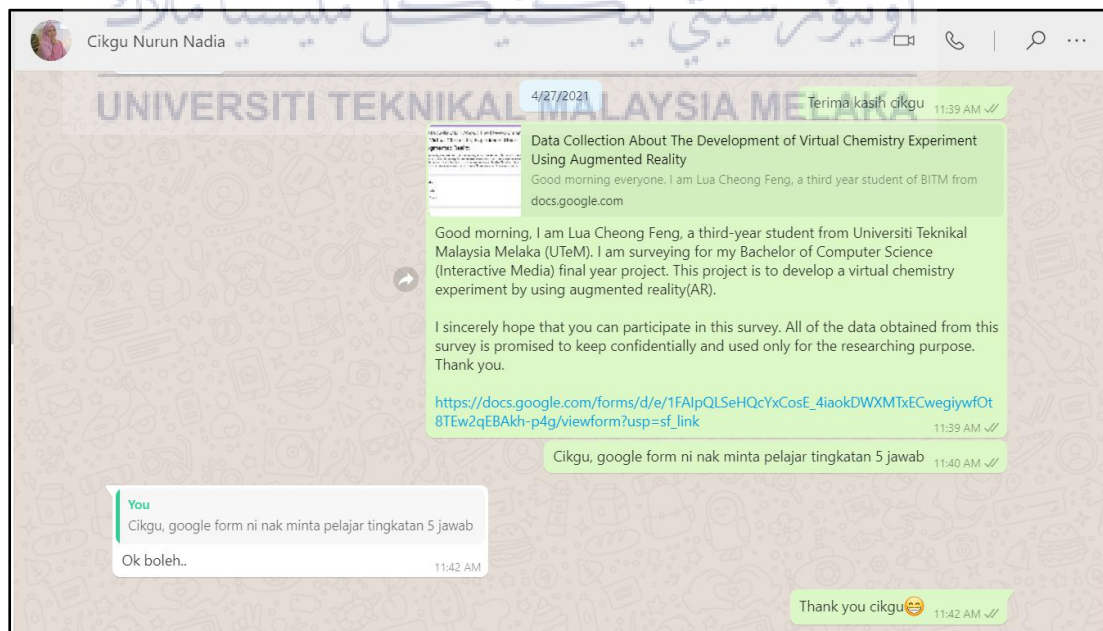 اونيورسيتي تيكنيكل مليسيا ملاك
Cikgu Nurun Nadia
UNIVERSITI TEKNIKAL MALAYSIA MELAKA
4/27/2021
Terima kasih cikgu 11:39 AM
Data Collection About The Development of Virtual Chemistry Experiment
Using Augmented Reality
Good morning everyone. I am Lua Cheong Feng, a third year student of BITM from
docs.google.com
Good morning, I am Lua Cheong Feng, a third-year student from Universiti Teknikal
Malaysia Melaka (UTeM). I am surveying for my Bachelor of Computer Science
(Interactive Media) final year project. This project is to develop a virtual chemistry
experiment by using augmented reality(AR).
I sincerely hope that you can participate in this survey. All of the data obtained from this
survey is promised to keep confidentially and used only for the researching purpose.
Thank you.
https://docs.google.com/forms/d/e/1FAIpQLSeHQcYxCosE_4iaokDWXMTxECwegiywfOt
8TEw2qEBAkh-p4g/viewform?usp=sf_link
11:39 AM
Cikgu, google form ni nak minta pelajar tingkatan 5 jawab 11:40 AM
You
Cikgu, google form ni nak minta pelajar tingkatan 5 jawab
Ok boleh..
11:42 AM
Thank you cikgu😁 11:42 AM